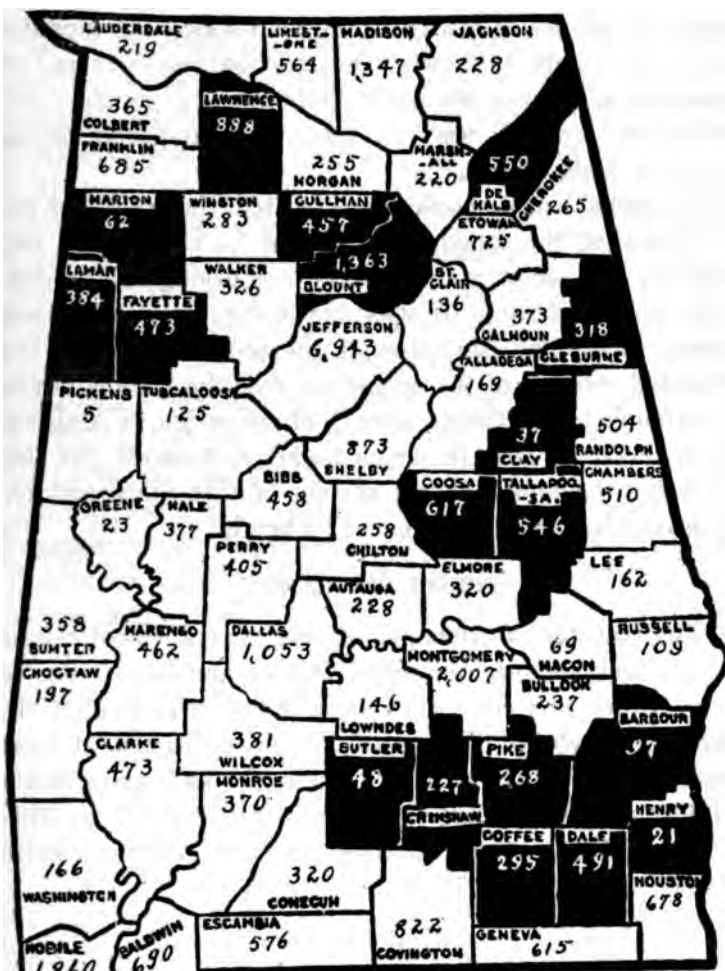 LAUDERDALE
219
LIMEST-
-ONE
564
MADISON
1,347
JACKSON
228
365
COLBERT
LAWRENCE
888
FRANKLIN
685
255
MORGAN
MARSH-
ALL
220
550
DE
KALB
CHEROKEE
265
MARION
62
WINSTON
283
CULLMAN
457
ETOWAH
725
1,363
BLOUNT
LAMAR
384
FAYETTE
473
WALKER
326
ST.
CLAIR
136
373
CALHOUN
318
CLEBURNE
JEFFERSON
6,943
TALLADEGA
169
PICKENS
5
TUSCALOOSA
125
873
SHELBY
37
CLAY
504
RANDOLPH
BIBB
458
COOSA
617
TALLAPOO
-SA.
546
CHAMBERS
510
GREENE
23
HALE
377
PERRY
405
258
CHILTON
ELMORE
320
LEE
162
AUTAUGA
228
358
SUMTER
MARENGO
462
DALLAS
1,053
MONTGOMERY
2,007
69
MACON
RUSSELL
109
CHOCTAW
197
146
LOWNDES
BULLOCK
237
BARBOUR
97
CLARKE
473
381
WILCOX
BUTLER
48
227
CRENSHAW
PIKE
268
MONROE
370
HENRY
21
COFFEE
295
DALE
491
166
WASHINGTON
320
CONECUH
HOUSTON
678
MOBILE
BALDWIN
690
ESCAMBIA
576
822
COVINGTON
GENEVA
615